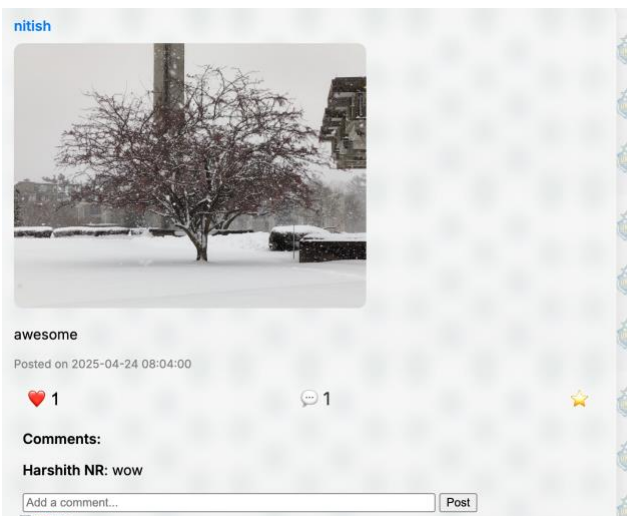 nitish
awesome
Posted on 2025-04-24 08:04:00
❤️ 1
💬 1
⭐
Comments:
Harshith NR: wow
Add a comment...
Post